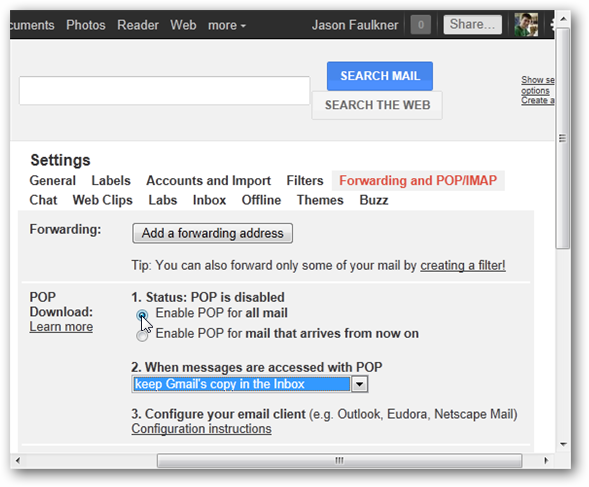 cuments Photos Reader Web more Jason Faulkner 0 Share...
SEARCH MAIL
SEARCH THE WEB
Show se
options
Create a
Settings
General Labels Accounts and Import Filters Forwarding and POP/IMAP
Chat Web Clips Labs Inbox Offline Themes Buzz
Forwarding: Add a forwarding address
Tip: You can also forward only some of your mail by creating a filter!
POP 1. Status: POP is disabled
Download: Enable POP for all mail
Learn more Enable POP for mail that arrives from now on
2. When messages are accessed with POP
keep Gmail's copy in the Inbox
3. Configure your email client (e.g. Outlook, Eudora, Netscape Mail)
Configuration instructions